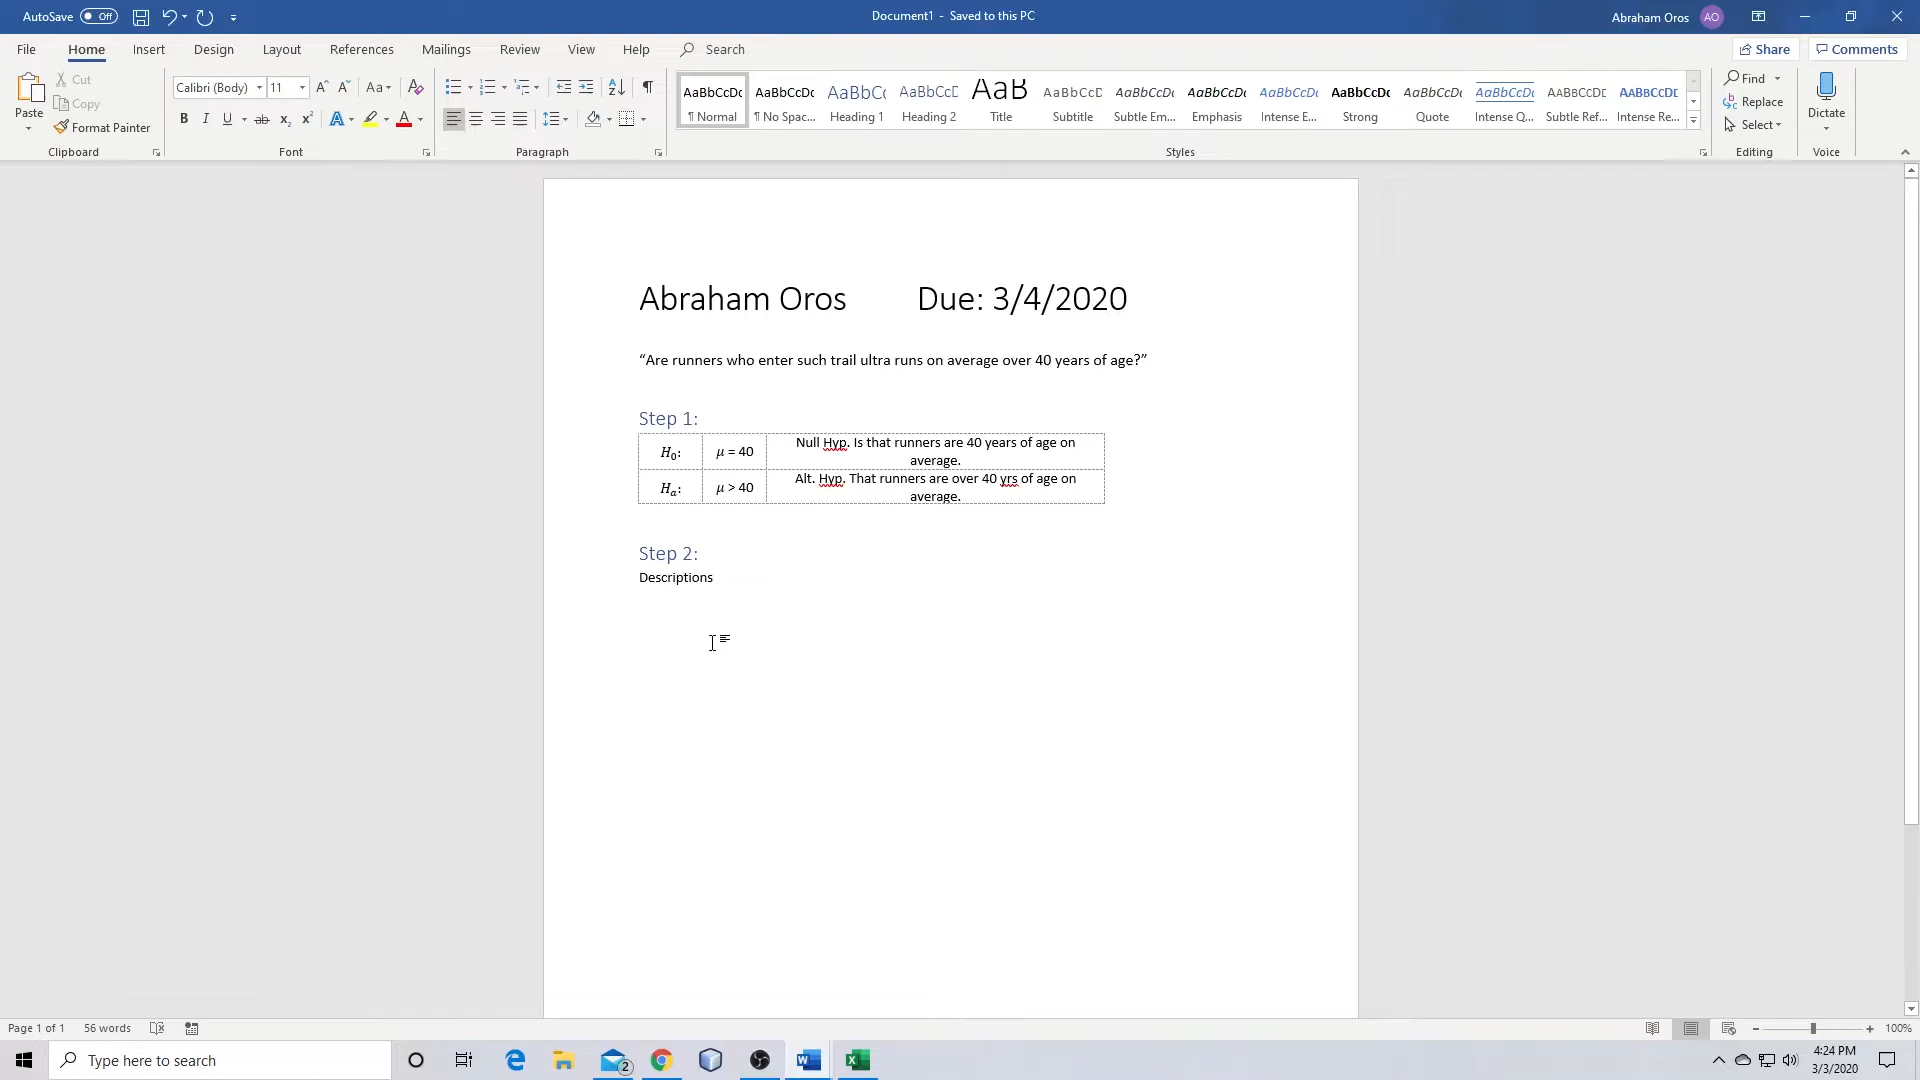 AutoSave Off
Document1 - Saved to this PC
Abraham Oros AO
File Home Insert Design Layout References Mailings Review View Help Search
Share Comments
Paste
Cut
Copy
Format Painter
Clipboard
Calibri (Body) 11
Font
Paragraph
AaBbCcDc AaBbCcDc AaBbCc AaBbCcD AaB AaBbCcD AaBbCcDc AaBbCcDc AaBbCcDc AaBbCcDc AaBbCcDc AaBbCcDc AABBCCDD AABBCCDD
¶ Normal ¶ No Spac... Heading 1 Heading 2 Title Subtitle Subtle Em... Emphasis Intense E... Strong Quote Intense Q... Subtle Ref... Intense Re...
Styles
Find
Replace
Select
Editing
Dictate
Voice
Abraham Oros Due: 3/4/2020
“Are runners who enter such trail ultra runs on average over 40 years of age?”
Step 1:
H₀: μ = 40 Null Hyp. Is that runners are 40 years of age on
average.
Hₐ: μ > 40 Alt. Hyp. That runners are over 40 yrs of age on
average.
Step 2:
Descriptions
Page 1 of 1 56 words
100%
Type here to search
2
4:24 PM
3/3/2020